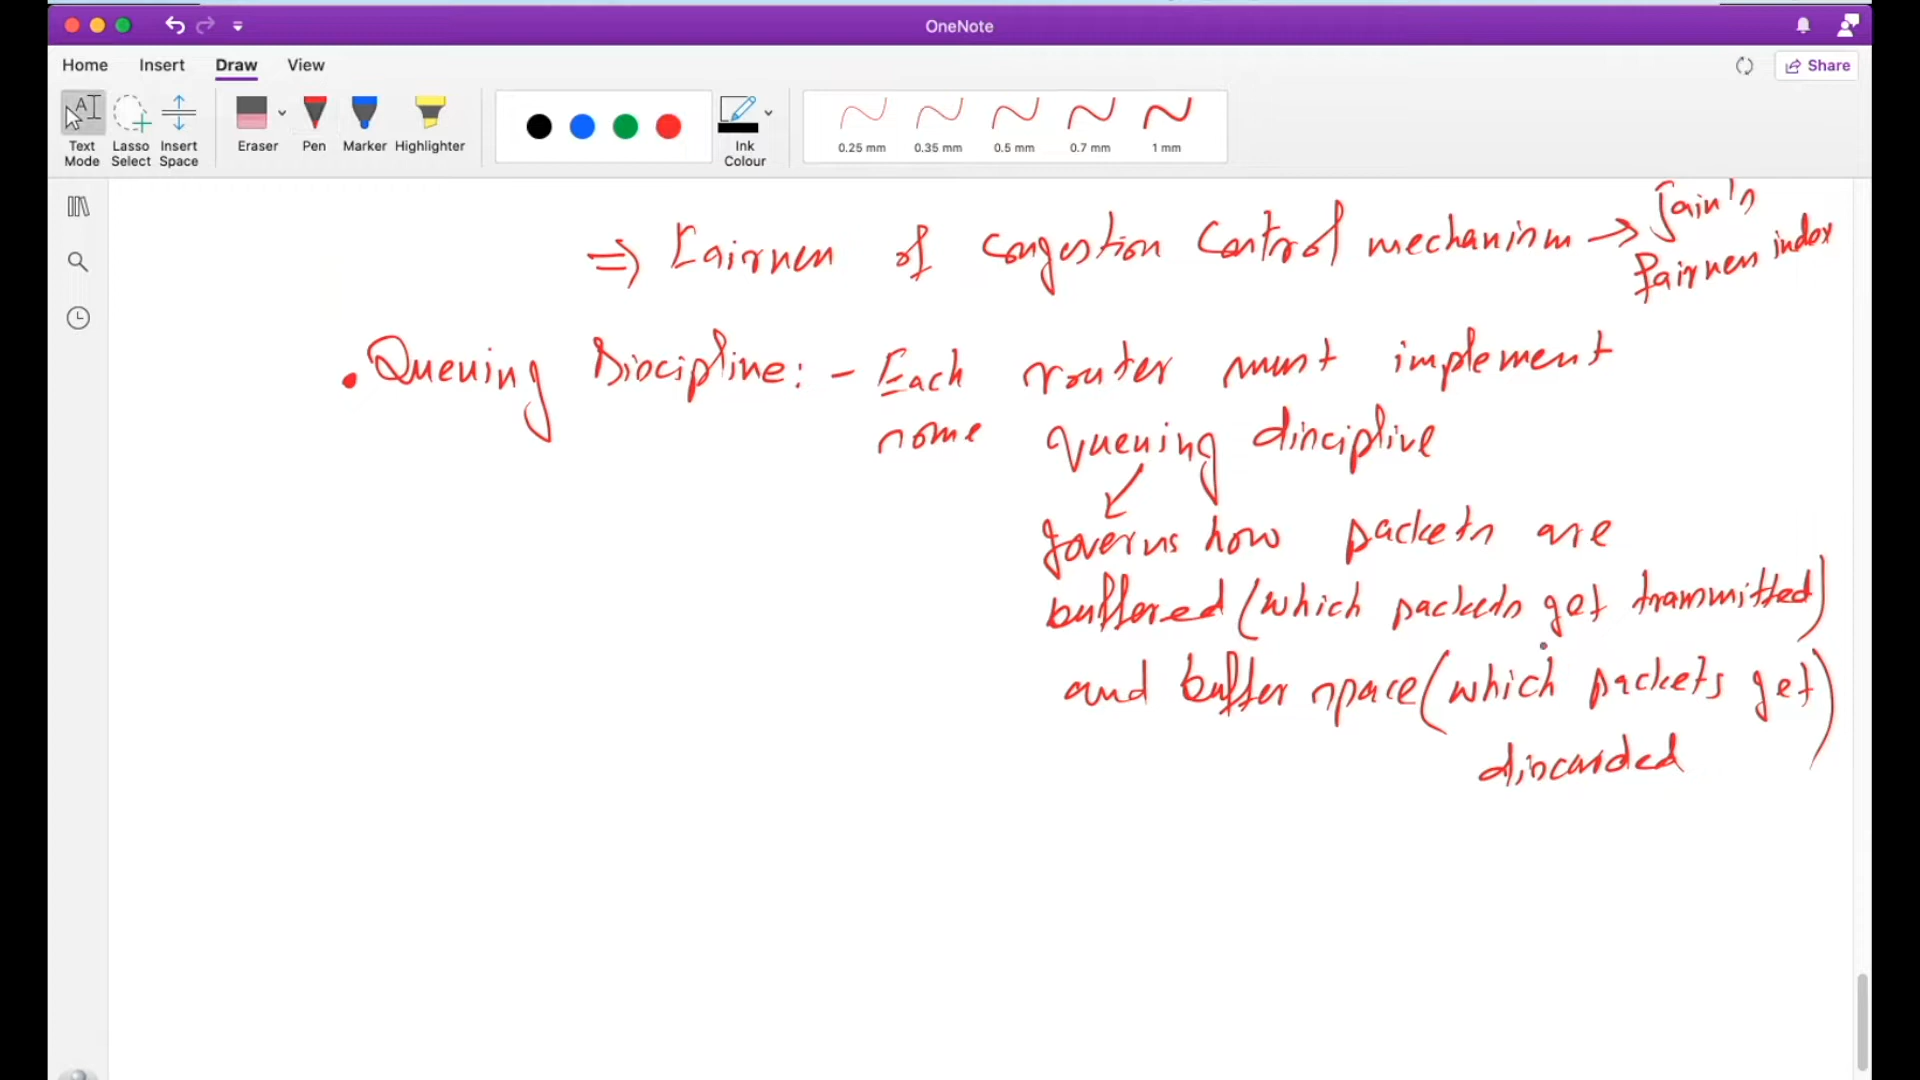 OneNote
Home Insert Draw View
Share
Text Mode
Lasso Select
Insert Space
Eraser
Pen
Marker
Highlighter
Ink Colour
0.25 mm
0.35 mm
0.5 mm
0.7 mm
1 mm
⇒ Fairness of Congestion Control mechanism → Jain's
fairness index
• Queuing Discipline: - Each router must implement
some queuing discipline
governs how packets are
buffered (which packets get transmitted)
and buffer space (which packets get)
discarded